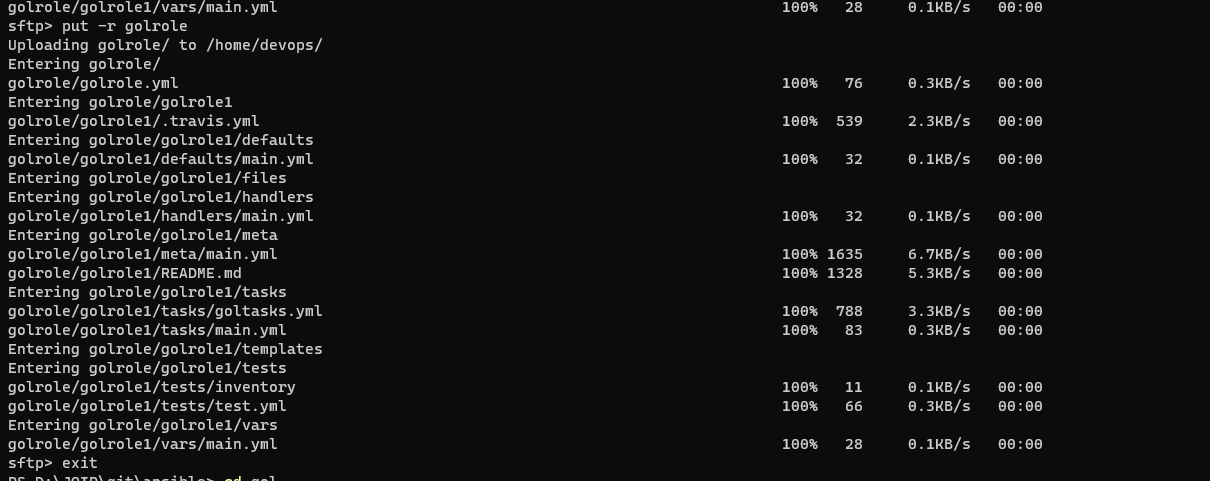 golrole/golrole1/vars/main.yml 100% 28 0.1KB/s 00:00
sftp> put -r golrole
Uploading golrole/ to /home/devops/
Entering golrole/
golrole/golrole.yml 100% 76 0.3KB/s 00:00
Entering golrole/golrole1
golrole/golrole1/.travis.yml 100% 539 2.3KB/s 00:00
Entering golrole/golrole1/defaults
golrole/golrole1/defaults/main.yml 100% 32 0.1KB/s 00:00
Entering golrole/golrole1/files
Entering golrole/golrole1/handlers
golrole/golrole1/handlers/main.yml 100% 32 0.1KB/s 00:00
Entering golrole/golrole1/meta
golrole/golrole1/meta/main.yml 100% 1635 6.7KB/s 00:00
golrole/golrole1/README.md 100% 1328 5.3KB/s 00:00
Entering golrole/golrole1/tasks
golrole/golrole1/tasks/goltasks.yml 100% 788 3.3KB/s 00:00
golrole/golrole1/tasks/main.yml 100% 83 0.3KB/s 00:00
Entering golrole/golrole1/templates
Entering golrole/golrole1/tests
golrole/golrole1/tests/inventory 100% 11 0.1KB/s 00:00
golrole/golrole1/tests/test.yml 100% 66 0.3KB/s 00:00
Entering golrole/golrole1/vars
golrole/golrole1/vars/main.yml 100% 28 0.1KB/s 00:00
sftp> exit
cd gol